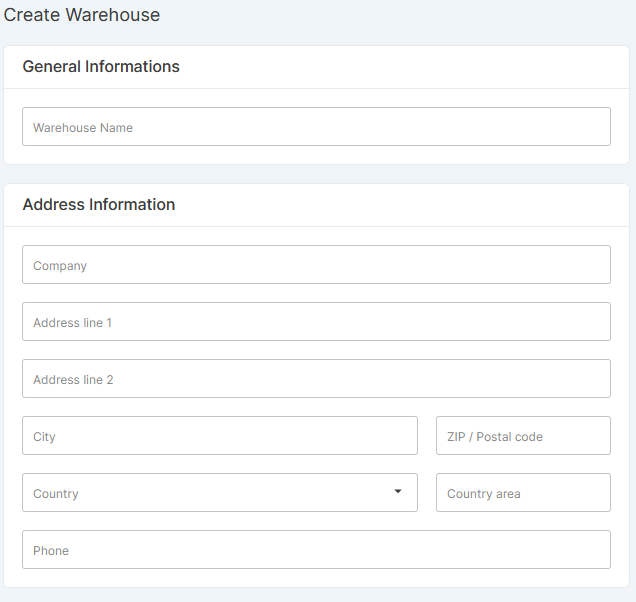 Create Warehouse
General Informations
Warehouse Name
Address Information
Company
Address line 1
Address line 2
City
ZIP / Postal code
Country
Country area
Phone